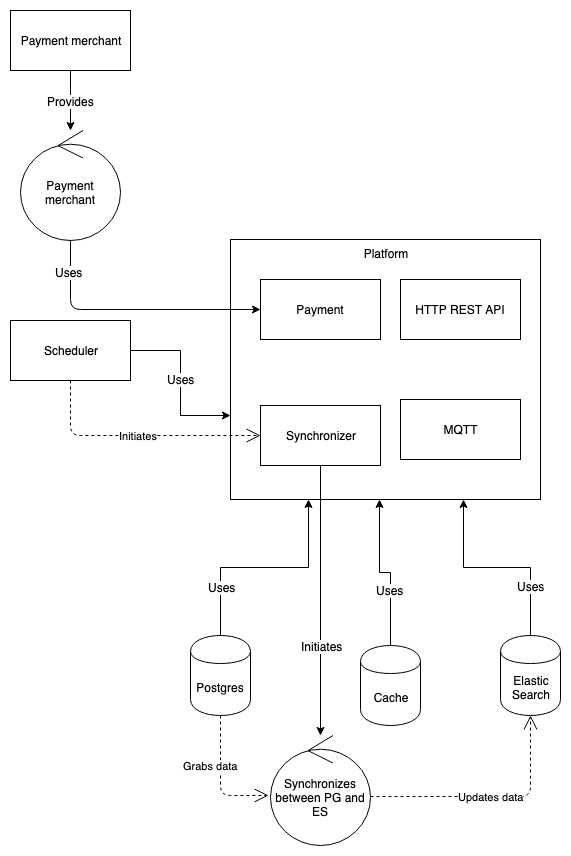 Payment merchant
Provides
Payment
merchant
Uses
Platform
Payment
HTTP REST API
Scheduler
Uses
Initiates
Synchronizer
MQTT
Uses
Uses
Uses
Initiates
Postgres
Cache
Elastic
Search
Grabs data
Synchronizes
between PG and
ES
Updates data